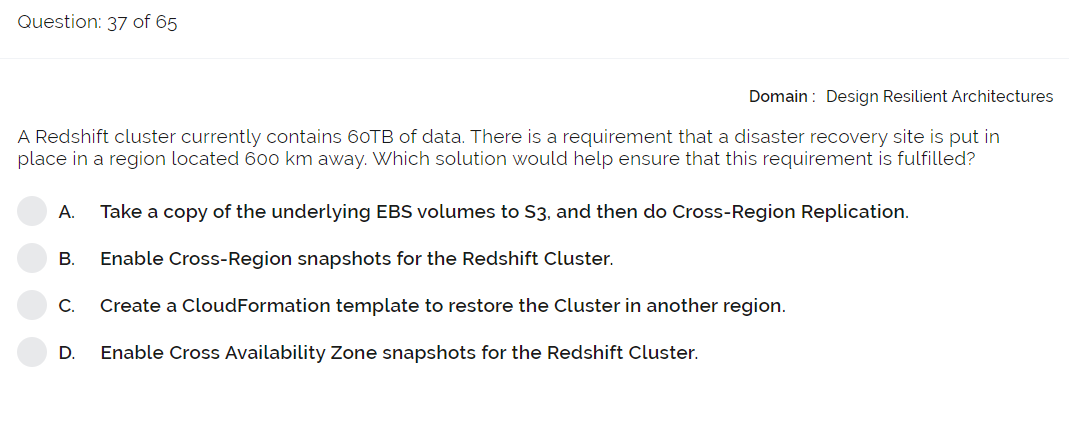 Question: 37 of 65
Domain : Design Resilient Architectures
A Redshift cluster currently contains 60TB of data. There is a requirement that a disaster recovery site is put in
place in a region located 600 km away. Which solution would help ensure that this requirement is fulfilled?
A. Take a copy of the underlying EBS volumes to S3, and then do Cross-Region Replication.
B. Enable Cross-Region snapshots for the Redshift Cluster.
C. Create a CloudFormation template to restore the Cluster in another region.
D. Enable Cross Availability Zone snapshots for the Redshift Cluster.